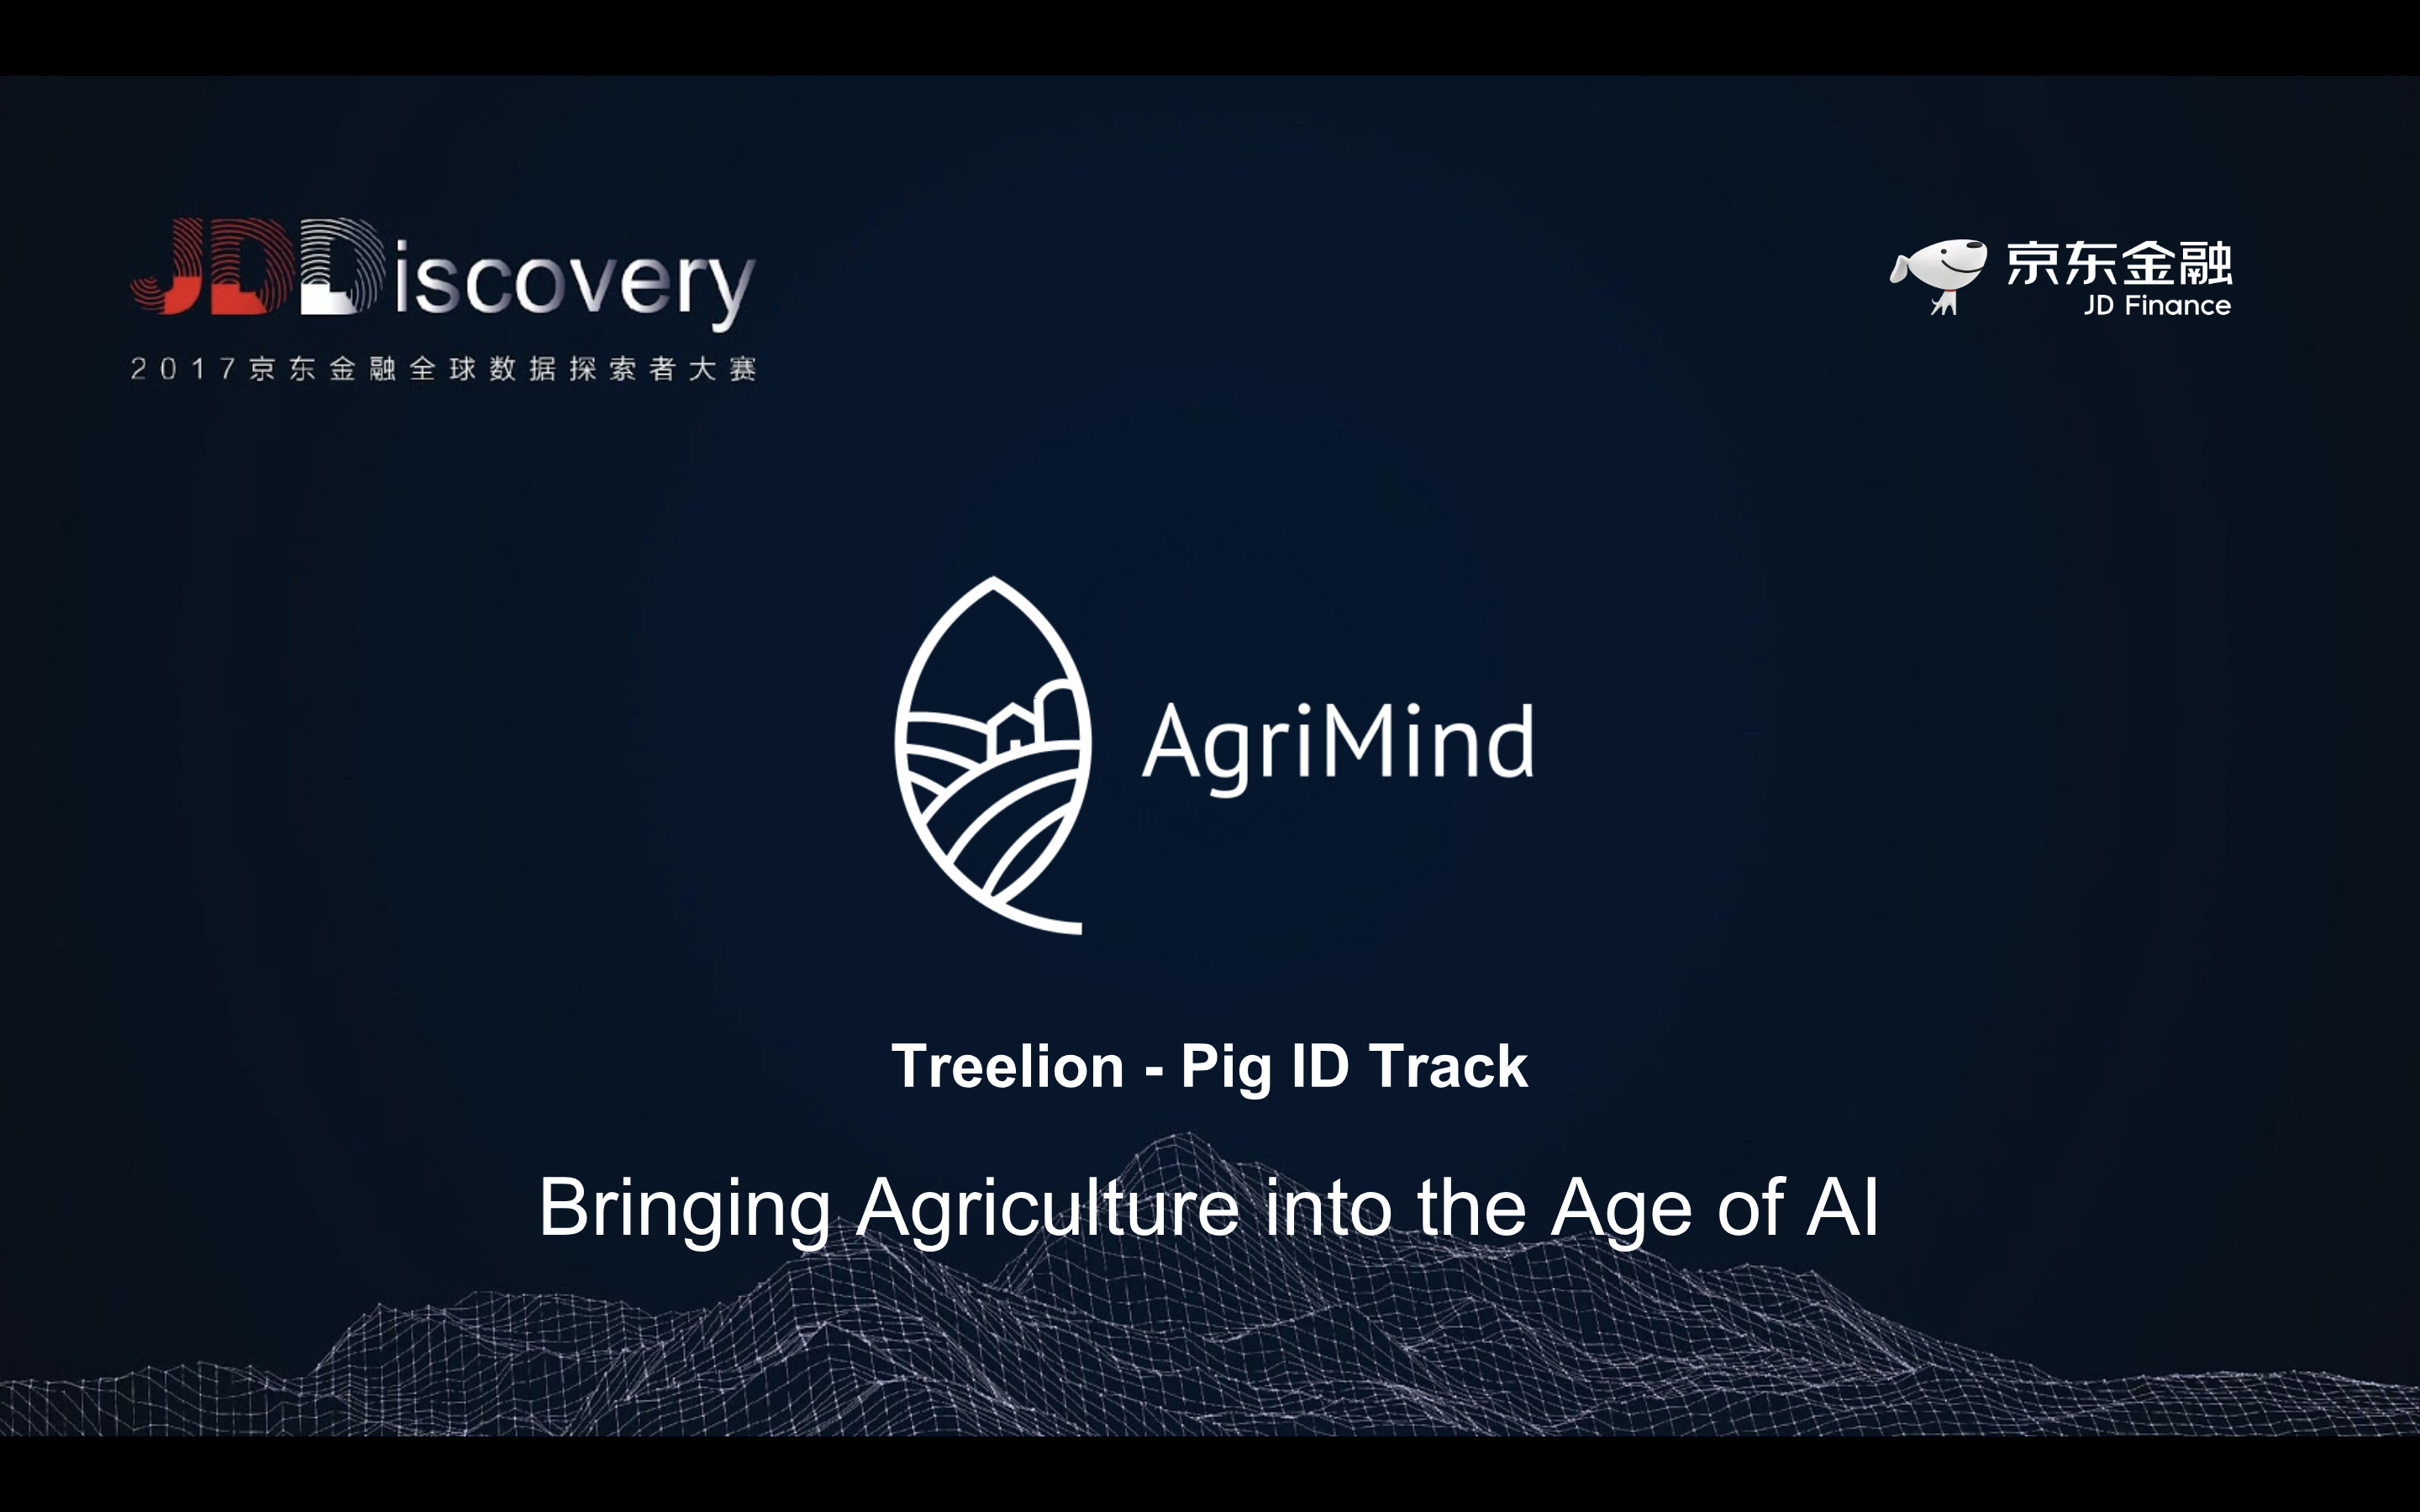 JDDiscovery
2017京东金融全球数据探索者大赛
京东金融
JD Finance
AgriMind
Treelion - Pig ID Track
Bringing Agriculture into the Age of AI